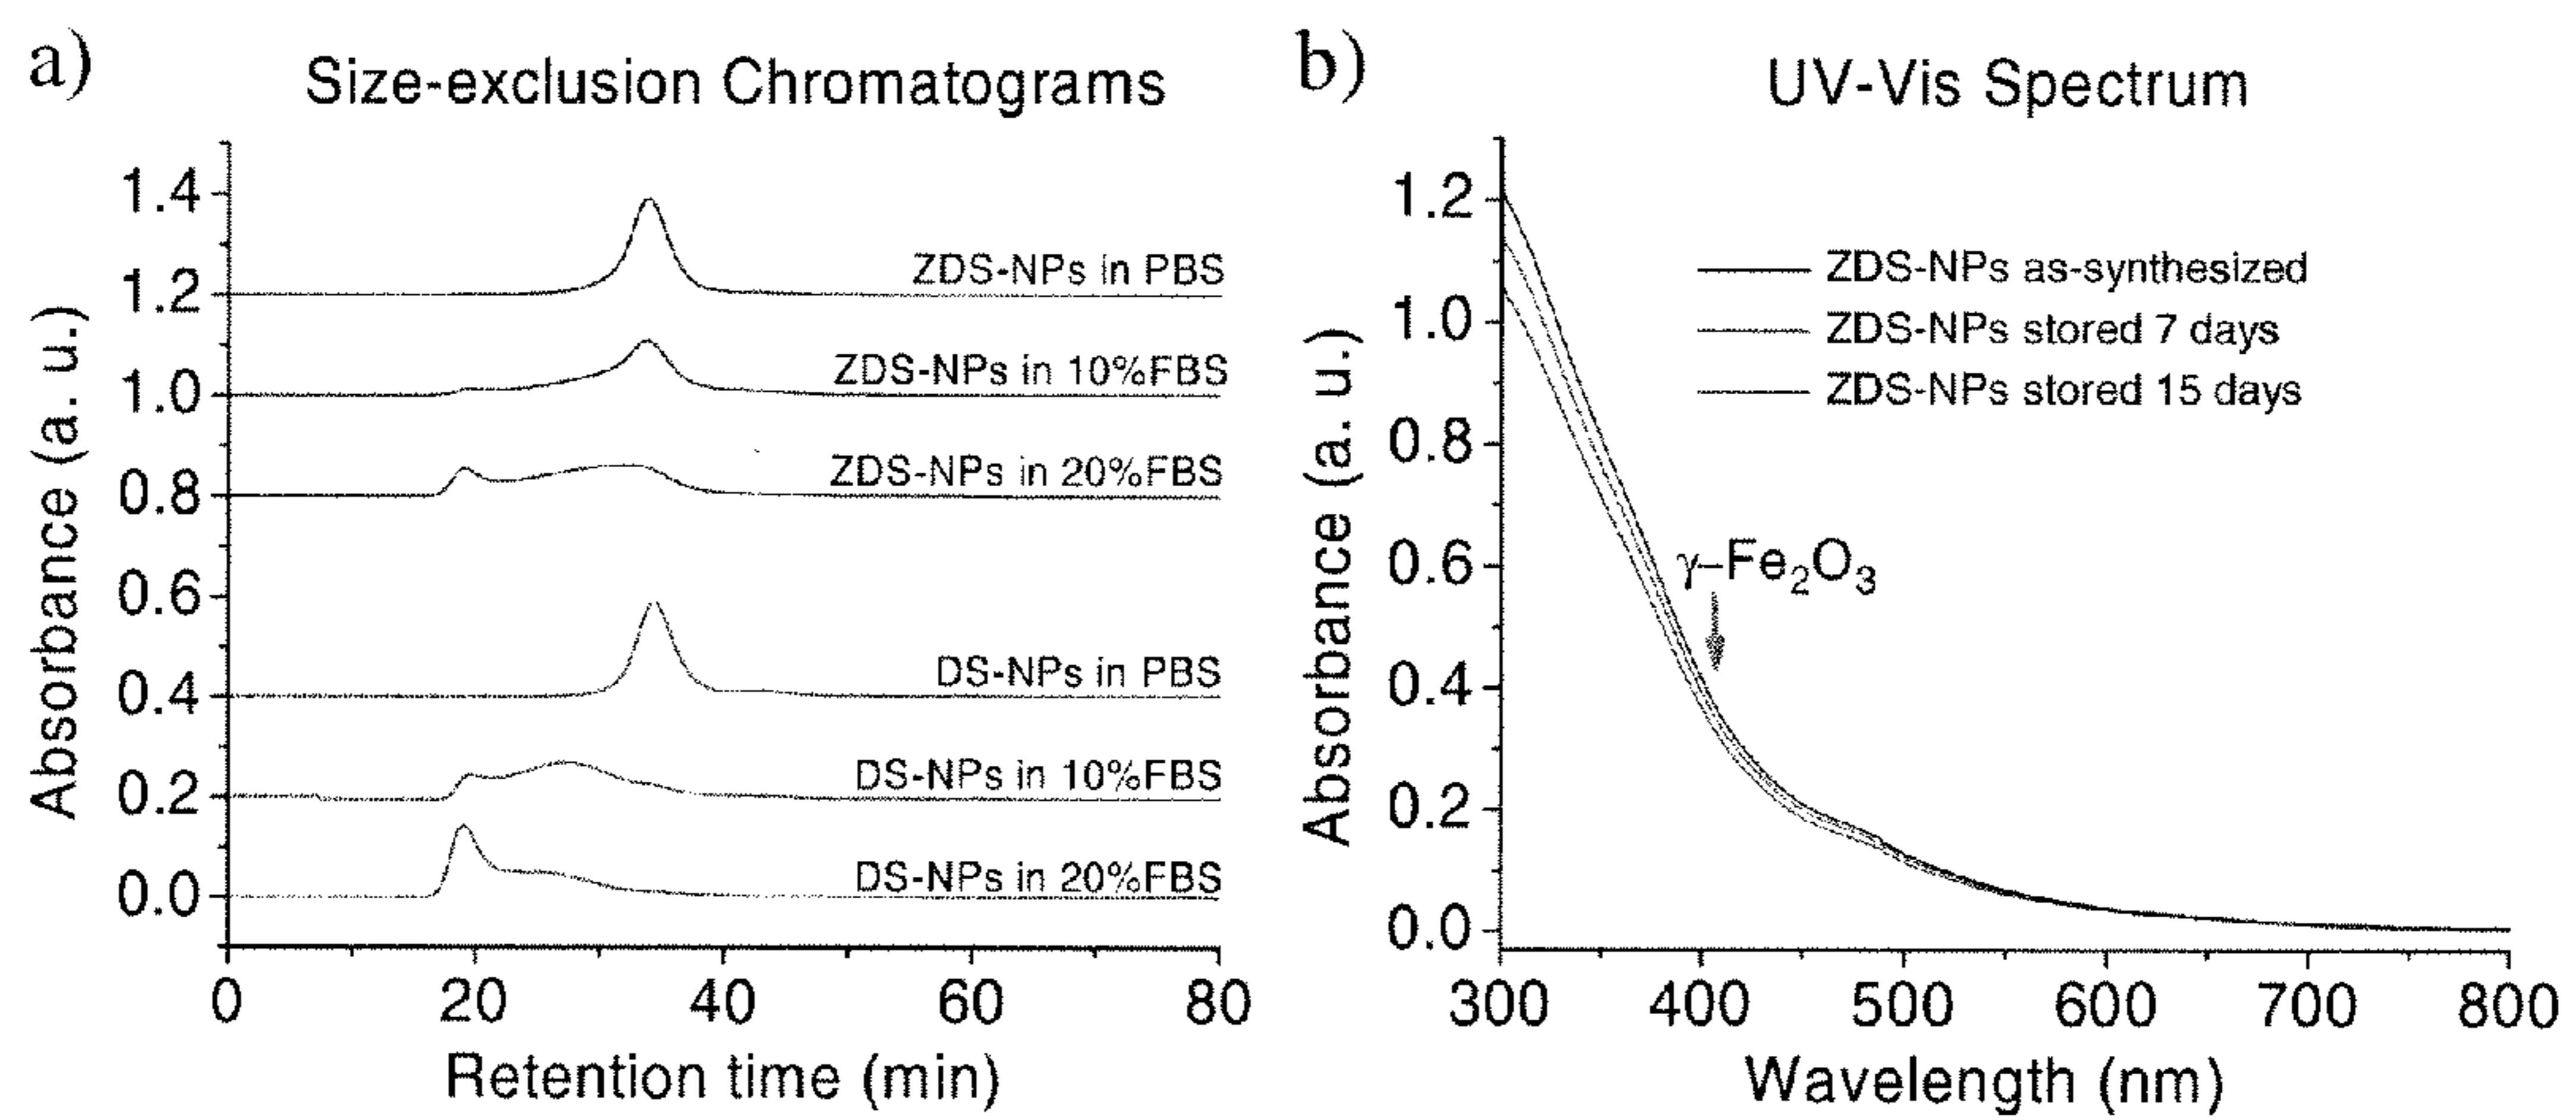 a)
Size-exclusion Chromatograms
Absorbance (a. u.)
1.4
1.2
1.0
0.8
0.6
0.4
0.2
0.0
ZDS-NPs in PBS
ZDS-NPs in 10%FBS
ZDS-NPs in 20%FBS
DS-NPs in PBS
DS-NPs in 10%FBS
DS-NPs in 20%FBS
0 20 40 60 80
Retention time (min)
b)
UV-Vis Spectrum
Absorbance (a. u.)
1.2
1.0
0.8
0.6
0.4
0.2
0.0
ZDS-NPs as-synthesized
ZDS-NPs stored 7 days
ZDS-NPs stored 15 days
γ–Fe₂O₃
300 400 500 600 700 800
Wavelength (nm)